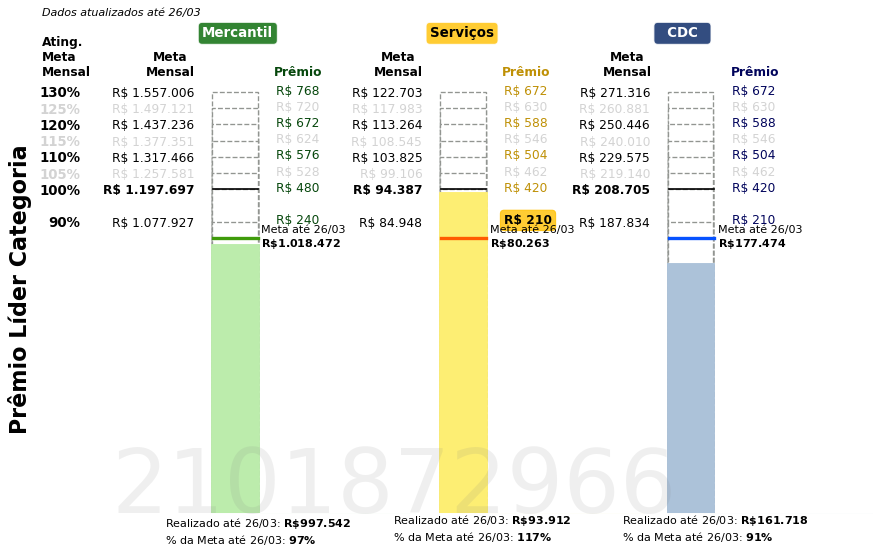 Dados atualizados até 26/03
Mercantil Serviços CDC
Ating. Meta Mensal Meta Mensal Prêmio Meta Mensal Prêmio Meta Mensal Prêmio
130% R$ 1.557.006 R$ 768 R$ 122.703 R$ 672 R$ 271.316 R$ 672
125% R$ 1.497.121 R$ 720 R$ 117.983 R$ 630 R$ 260.881 R$ 630
120% R$ 1.437.236 R$ 672 R$ 113.264 R$ 588 R$ 250.446 R$ 588
115% R$ 1.377.351 R$ 624 R$ 108.545 R$ 546 R$ 240.010 R$ 546
110% R$ 1.317.466 R$ 576 R$ 103.825 R$ 504 R$ 229.575 R$ 504
105% R$ 1.257.581 R$ 528 R$ 99.106 R$ 462 R$ 219.140 R$ 462
100% R$ 1.197.697 R$ 480 R$ 94.387 R$ 420 R$ 208.705 R$ 420
90% R$ 1.077.927 R$ 240 R$ 84.948 R$ 210 R$ 187.834 R$ 210
Meta até 26/03 Meta até 26/03 Meta até 26/03
R$1.018.472 R$80.263 R$177.474
Prêmio Líder Categoria
2101872966
Realizado até 26/03: R$997.542 Realizado até 26/03: R$93.912 Realizado até 26/03: R$161.718
% da Meta até 26/03: 97% % da Meta até 26/03: 117% % da Meta até 26/03: 91%